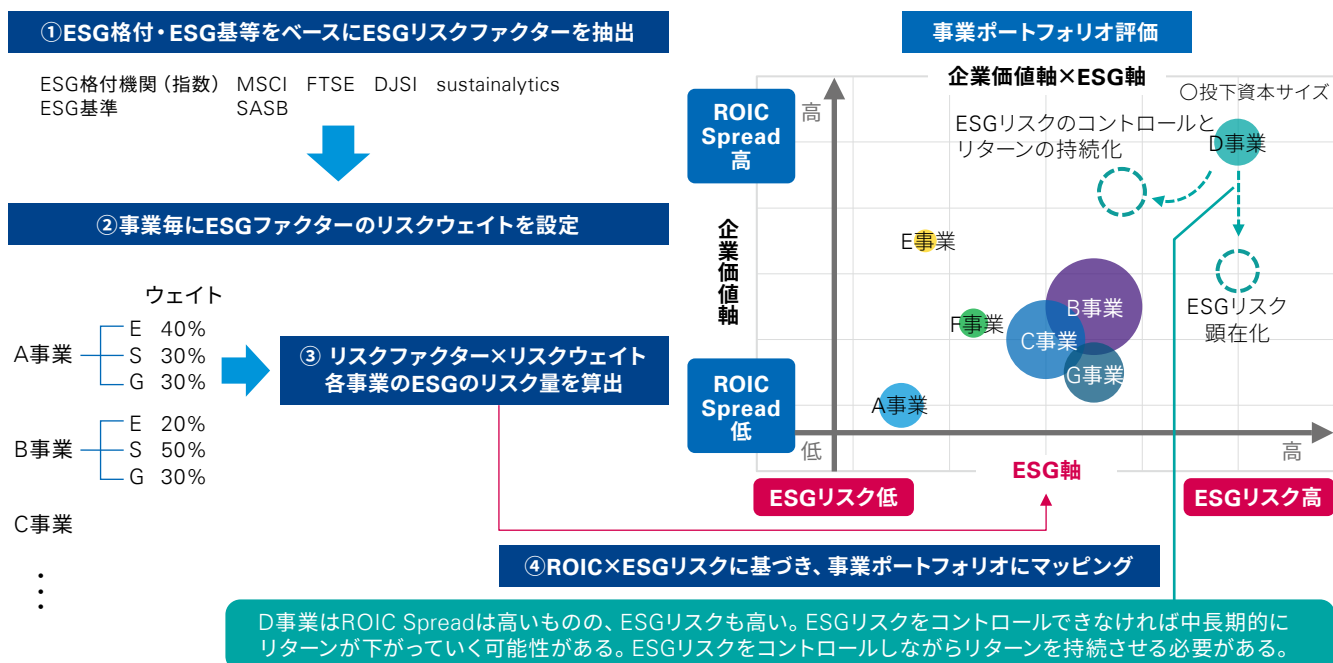 ①ESG格付・ESG基等をベースにESGリスクファクターを抽出
ESG格付機関（指数） MSCI FTSE DJSI sustainalytics
ESG基準 SASB
②事業毎にESGファクターのリスクウェイトを設定
ウェイト
A事業
E 40%
S 30%
G 30%
B事業
E 20%
S 50%
G 30%
C事業
⋮
③ リスクファクター×リスクウェイト
各事業のESGのリスク量を算出
事業ポートフォリオ評価
企業価値軸×ESG軸
○投下資本サイズ
ROIC
Spread
高
高
ESGリスクのコントロールと
リターンの持続化
D事業
企業価値軸
E事業
F事業
B事業
C事業
G事業
A事業
ESGリスク
顕在化
ROIC
Spread
低
低
高
ESG軸
ESGリスク低
ESGリスク高
④ROIC×ESGリスクに基づき、事業ポートフォリオにマッピング
D事業はROIC Spreadは高いものの、ESGリスクも高い。ESGリスクをコントロールできなければ中長期的に
リターンが下がっていく可能性がある。ESGリスクをコントロールしながらリターンを持続させる必要がある。